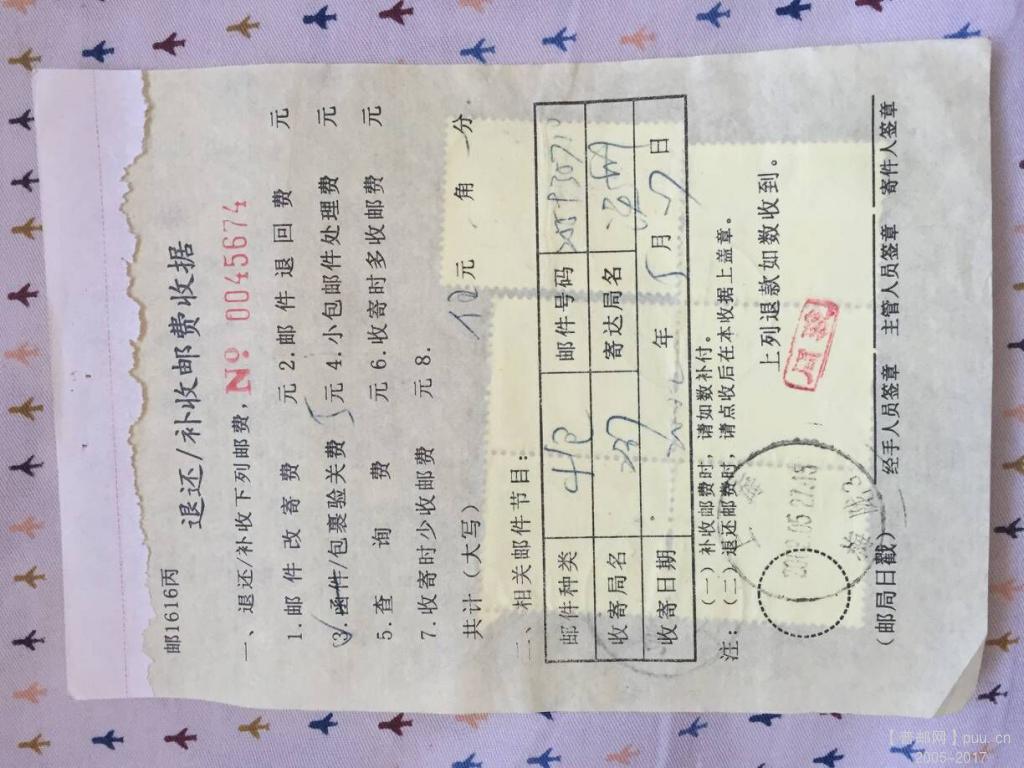 邮1616丙
退还/补收邮费收据
一、退还/补收下列邮费，№ 0045674
1.邮件改寄费 元 2.邮件退回费 元
3.函件/包裹验关费 5 元 4.小包邮件处理费 元
5.查询费 元 6.收寄时多收邮费 元
7.收寄时少收邮费 元 8.
共计（大写） 伍元 角 分
二、相关邮件节目：
邮件种类 邮件号码
收寄局名 237 寄达局名
收寄日期 年 5月27日
注：（一）补收邮费时，请如数补付。
（二）退还邮费时，请点收后在本收据上盖章。
上列退款如数收到。
（邮局日戳） 经手人员签章 主管人员签章 寄件人签章
【普邮网】puu.cn
2005-2017